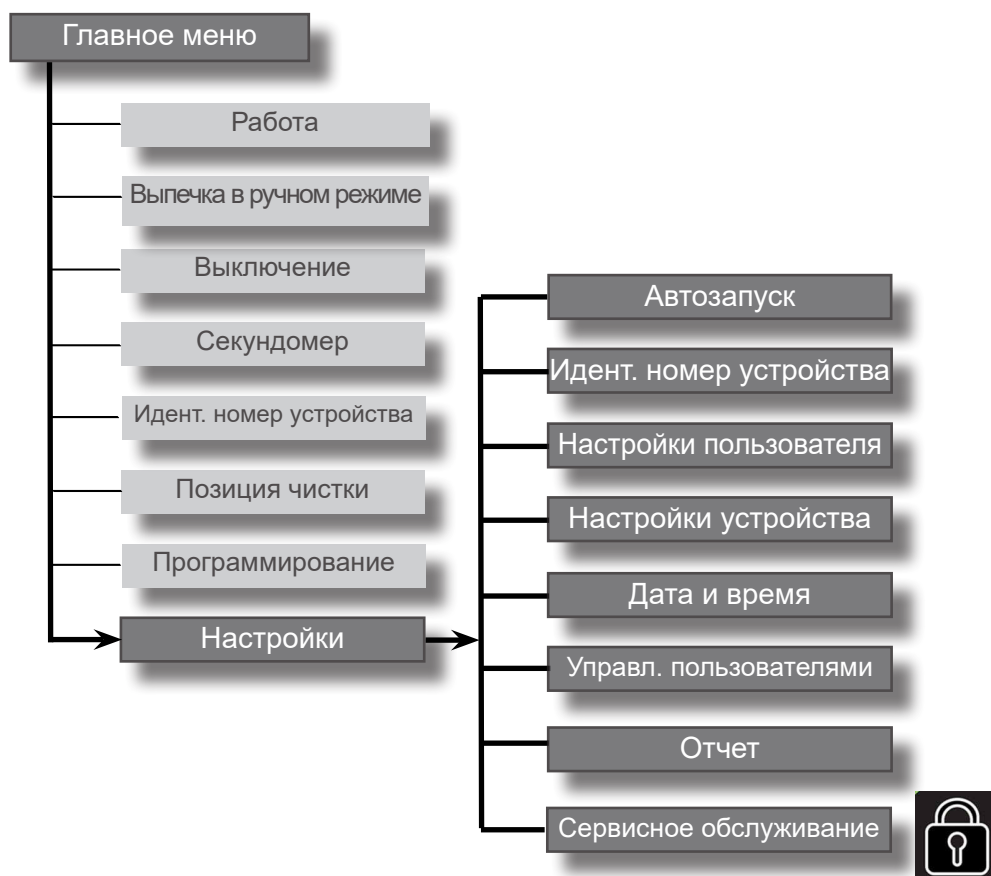 Главное меню
Работа
Выпечка в ручном режиме
Выключение
Секундомер
Идент. номер устройства
Позиция чистки
Программирование
Настройки
Автозапуск
Идент. номер устройства
Настройки пользователя
Настройки устройства
Дата и время
Управл. пользователями
Отчет
Сервисное обслуживание